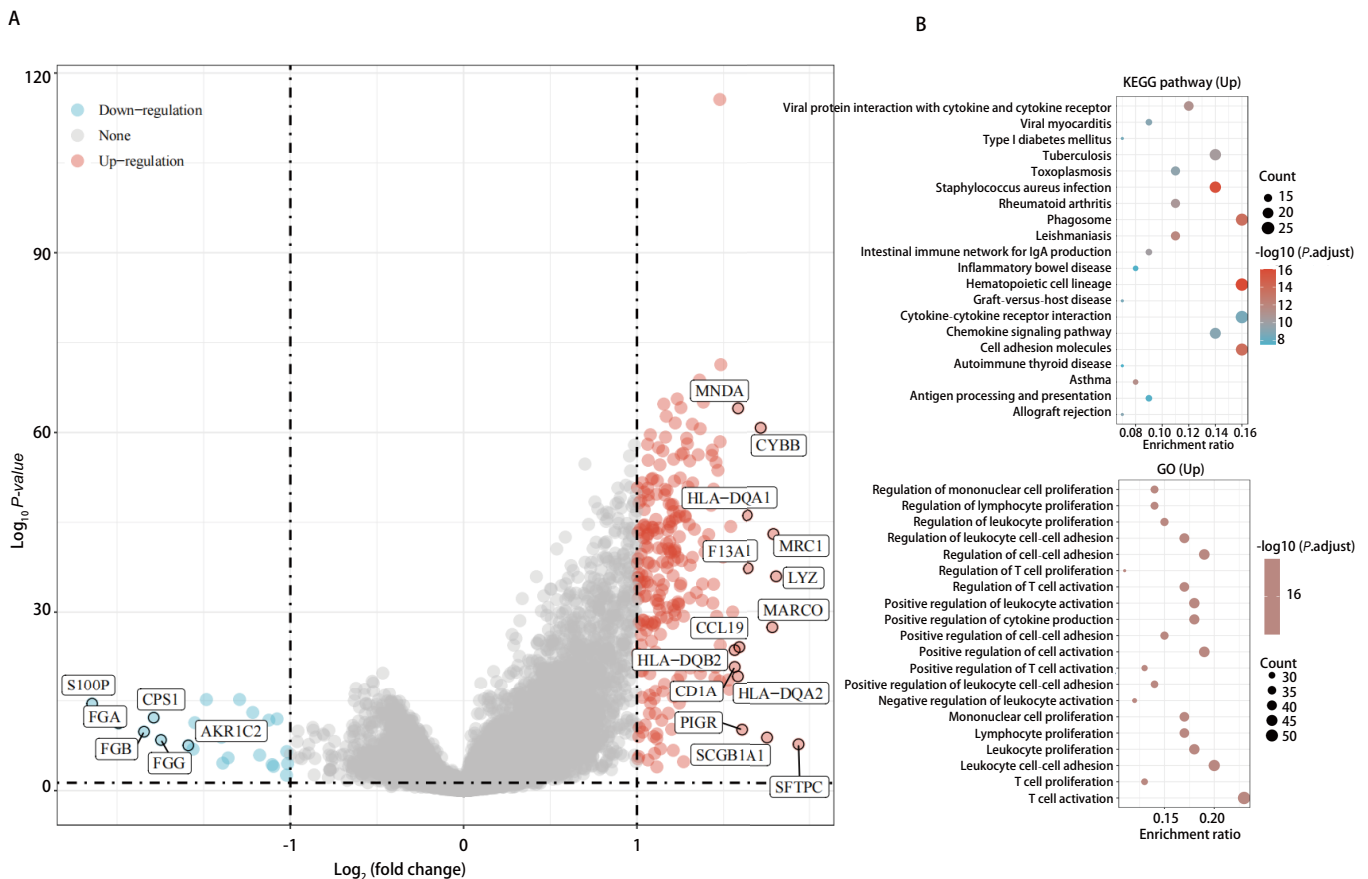 A
B
120
90
60
30
0
-1
0
1
Log₁₀ P-value
Log₂ (fold change)
Down−regulation
None
Up−regulation
MNDA
CYBB
HLA−DQA1
MRC1
F13A1
LYZ
MARCO
CCL19
HLA−DQB2
CD1A
HLA−DQA2
PIGR
SCGB1A1
SFTPC
S100P
CPS1
FGA
AKR1C2
FGB
FGG
KEGG pathway (Up)
Viral protein interaction with cytokine and cytokine receptor
Viral myocarditis
Type I diabetes mellitus
Tuberculosis
Toxoplasmosis
Staphylococcus aureus infection
Rheumatoid arthritis
Phagosome
Leishmaniasis
Intestinal immune network for IgA production
Inflammatory bowel disease
Hematopoietic cell lineage
Graft-versus-host disease
Cytokine-cytokine receptor interaction
Chemokine signaling pathway
Cell adhesion molecules
Autoimmune thyroid disease
Asthma
Antigen processing and presentation
Allograft rejection
0.08 0.10 0.12 0.14 0.16
Enrichment ratio
Count
15
20
25
-log10 (P.adjust)
16
14
12
10
8
GO (Up)
Regulation of mononuclear cell proliferation
Regulation of lymphocyte proliferation
Regulation of leukocyte proliferation
Regulation of leukocyte cell-cell adhesion
Regulation of cell-cell adhesion
Regulation of T cell proliferation
Regulation of T cell activation
Positive regulation of leukocyte activation
Positive regulation of cytokine production
Positive regulation of cell-cell adhesion
Positive regulation of cell activation
Positive regulation of T cell activation
Positive regulation of leukocyte cell-cell adhesion
Negative regulation of leukocyte activation
Mononuclear cell proliferation
Lymphocyte proliferation
Leukocyte proliferation
Leukocyte cell-cell adhesion
T cell proliferation
T cell activation
0.15 0.20
Enrichment ratio
-log10 (P.adjust)
16
Count
30
35
40
45
50